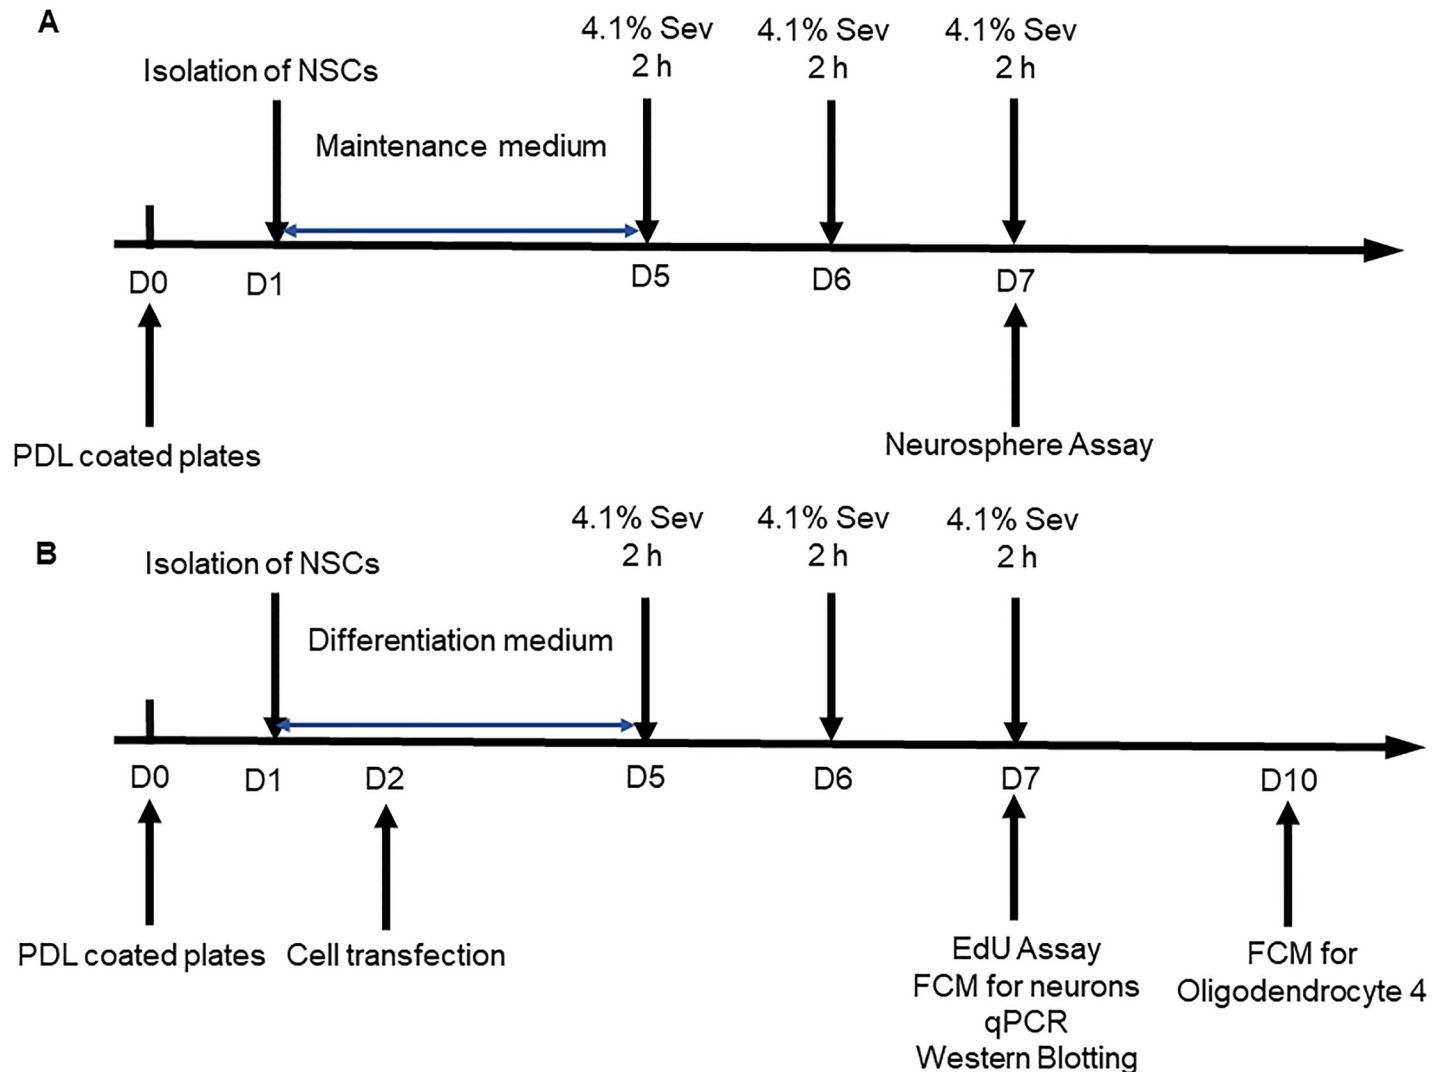 A
4.1% Sev
2 h
4.1% Sev
2 h
4.1% Sev
2 h
Isolation of NSCs
Maintenance medium
D0
D1
D5
D6
D7
PDL coated plates
Neurosphere Assay
B
4.1% Sev
2 h
4.1% Sev
2 h
4.1% Sev
2 h
Isolation of NSCs
Differentiation medium
D0
D1
D2
D5
D6
D7
D10
PDL coated plates
Cell transfection
EdU Assay
FCM for neurons
qPCR
Western Blotting
FCM for
Oligodendrocyte 4